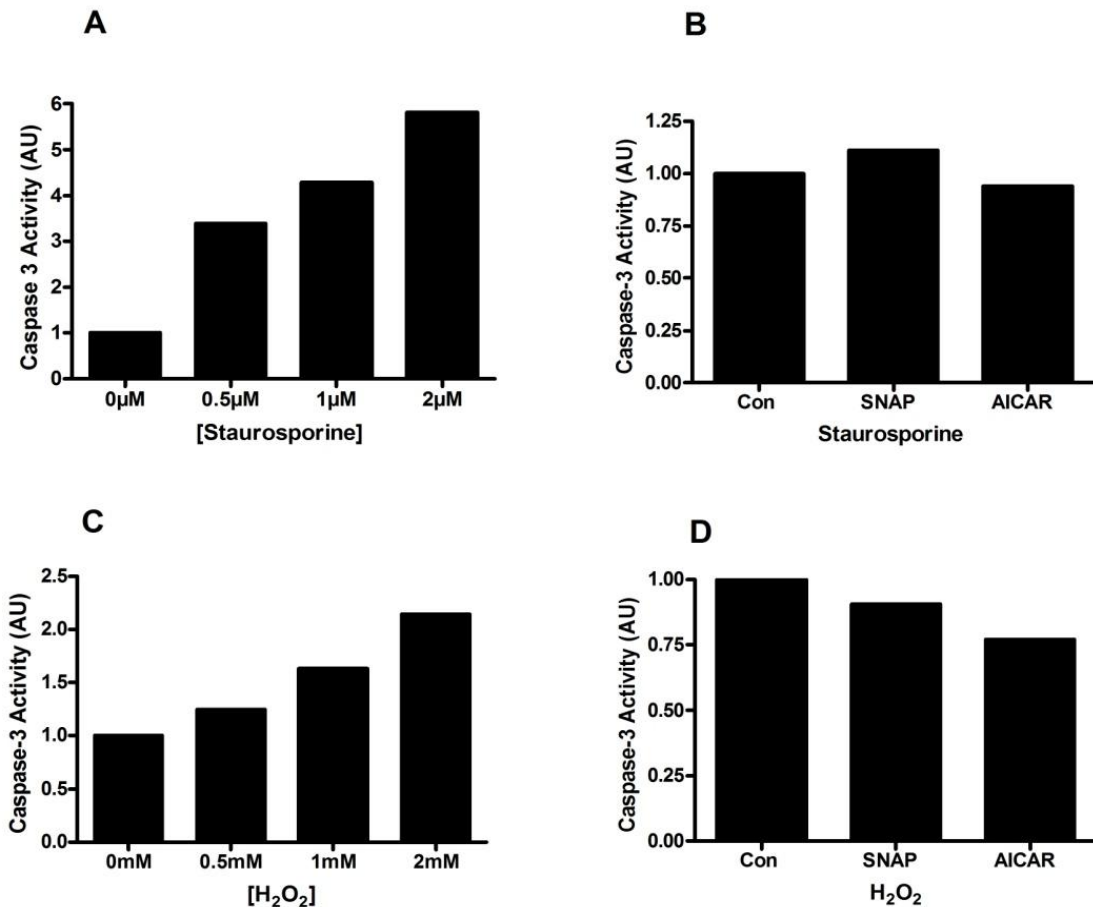 A
Caspase 3 Activity (AU)
6
5
4
3
2
1
0
0µM 0.5µM 1µM 2µM
[Staurosporine]
B
Caspase-3 Activity (AU)
1.25
1.00
0.75
0.50
0.25
0.00
Con SNAP AICAR
Staurosporine
C
Caspase-3 Activity (AU)
2.5
2.0
1.5
1.0
0.5
0.0
0mM 0.5mM 1mM 2mM
[H₂O₂]
D
Caspase-3 Activity (AU)
1.00
0.75
0.50
0.25
0.00
Con SNAP AICAR
H₂O₂